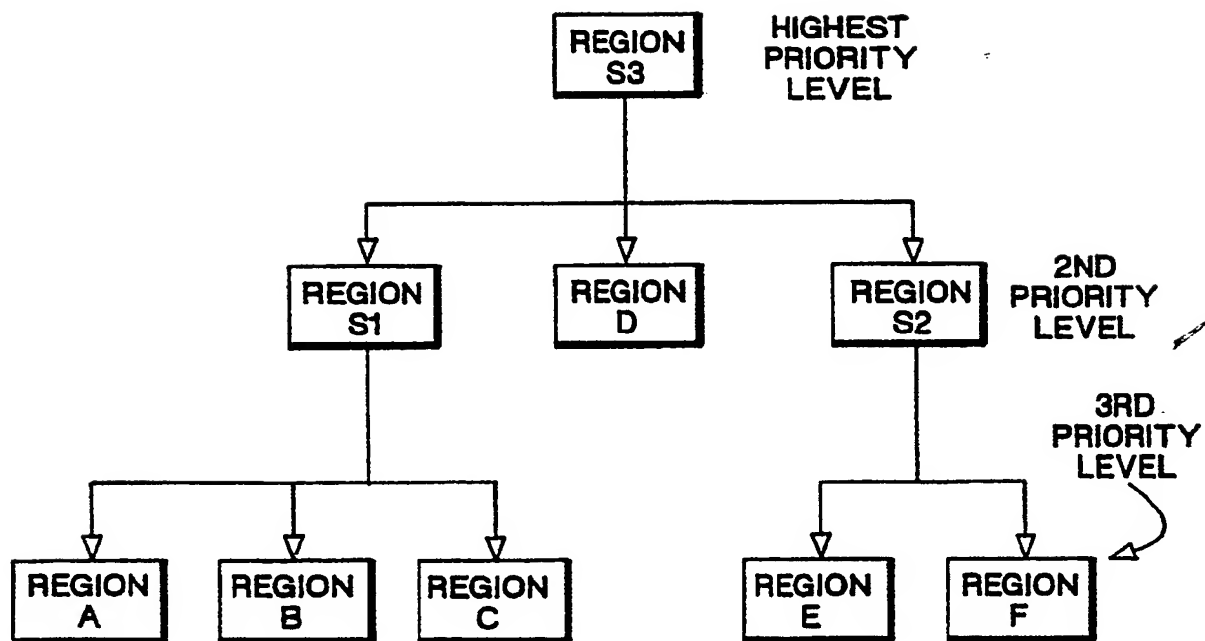 REGION
S3
HIGHEST
PRIORITY
LEVEL
REGION
S1
REGION
D
REGION
S2
2ND
PRIORITY
LEVEL
3RD
PRIORITY
LEVEL
REGION
A
REGION
B
REGION
C
REGION
E
REGION
F